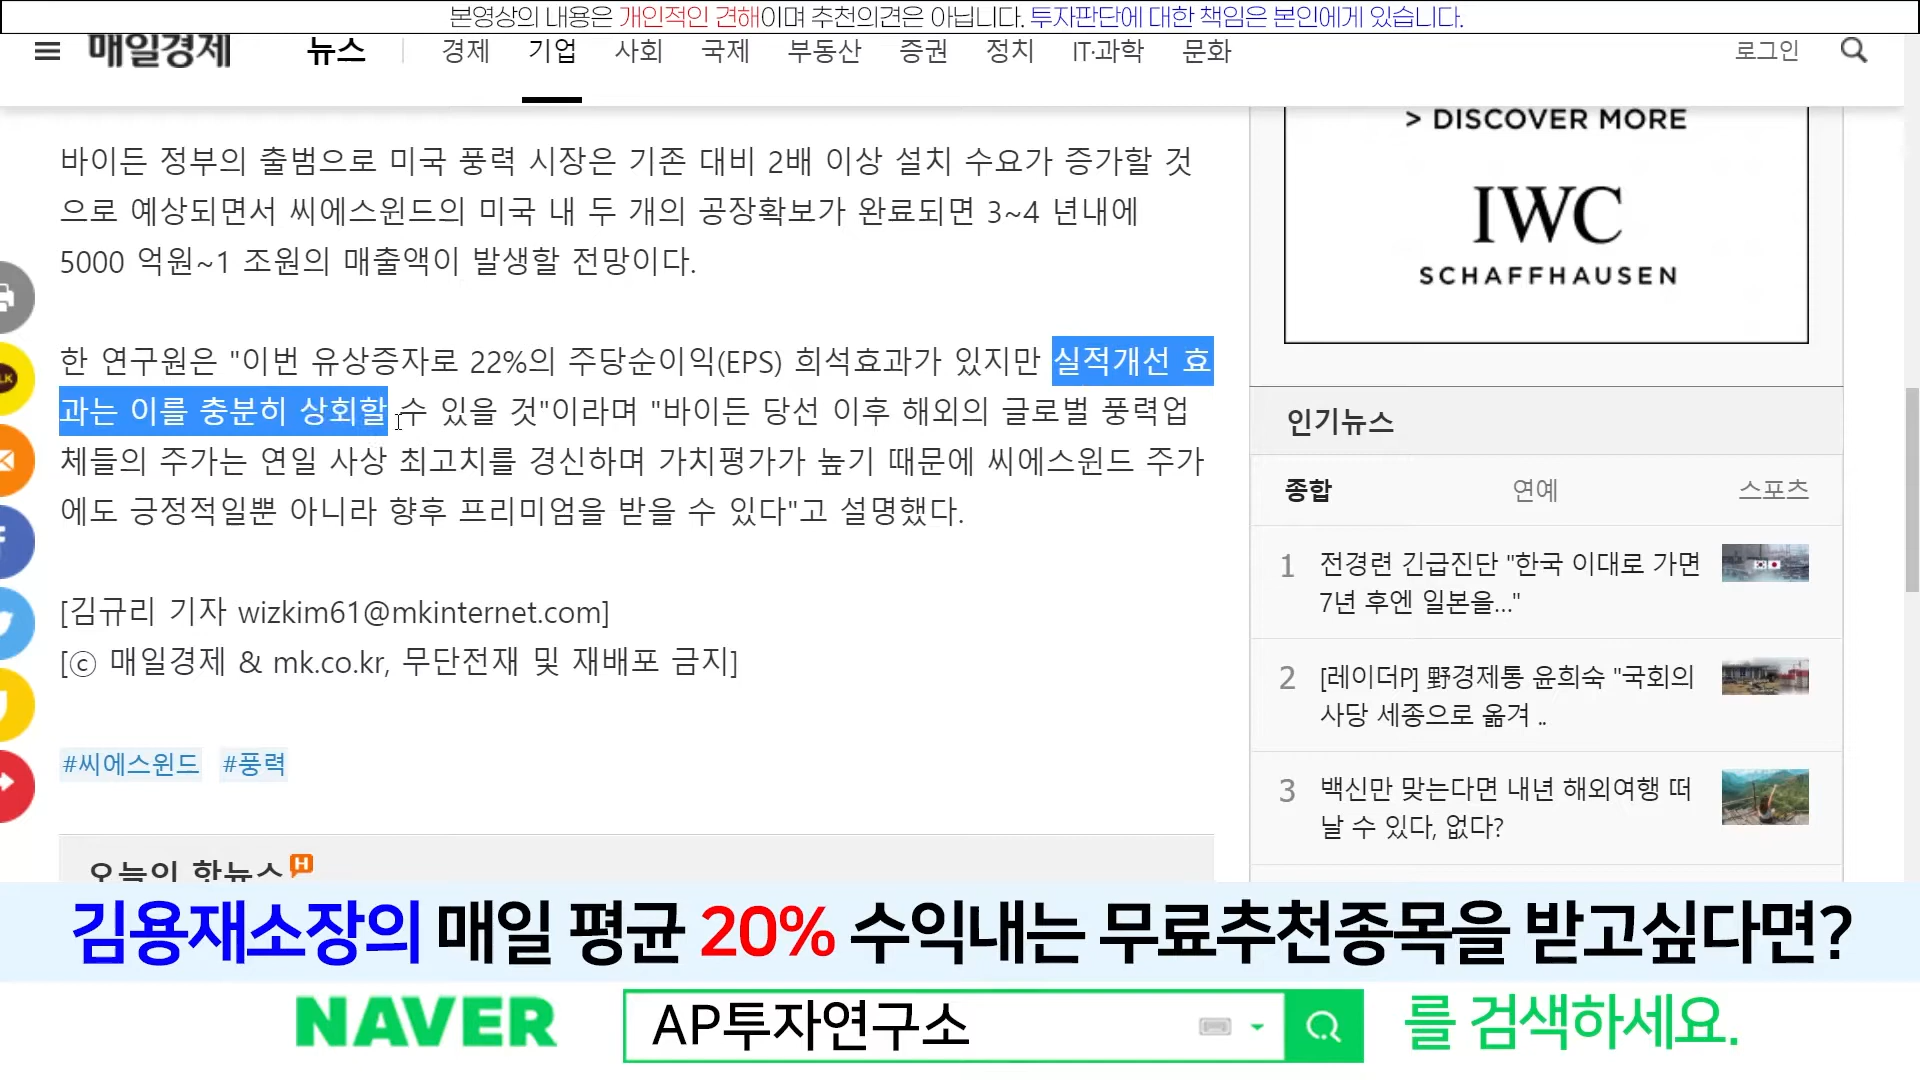 본영상의 내용은 개인적인 견해이며 추천의견은 아닙니다. 투자판단에 대한 책임은 본인에게 있습니다.
매일경제 뉴스 경제 기업 사회 국제 부동산 증권 정치 IT·과학 문화 로그인
바이든 정부의 출범으로 미국 풍력 시장은 기존 대비 2배 이상 설치 수요가 증가할 것
으로 예상되면서 씨에스윈드의 미국 내 두 개의 공장확보가 완료되면 3~4 년내에
5000 억원~1 조원의 매출액이 발생할 전망이다.
한 연구원은 "이번 유상증자로 22%의 주당순이익(EPS) 희석효과가 있지만 실적개선 효
과는 이를 충분히 상회할 수 있을 것"이라며 "바이든 당선 이후 해외의 글로벌 풍력업
체들의 주가는 연일 사상 최고치를 경신하며 가치평가가 높기 때문에 씨에스윈드 주가
에도 긍정적일뿐 아니라 향후 프리미엄을 받을 수 있다"고 설명했다.
[김규리 기자 wizkim61@mkinternet.com]
[ⓒ 매일경제 & mk.co.kr, 무단전재 및 재배포 금지]
#씨에스윈드 #풍력
오늘의 핫뉴스 H
> DISCOVER MORE
IWC
SCHAFFHAUSEN
인기뉴스
종합 연예 스포츠
1 전경련 긴급진단 "한국 이대로 가면
7년 후엔 일본을..."
2 [레이더P] 野경제통 윤희숙 "국회의
사당 세종으로 옮겨 ..
3 백신만 맞는다면 내년 해외여행 떠
날 수 있다, 없다?
김용재소장의 매일 평균 20% 수익내는 무료추천종목을 받고싶다면?
NAVER AP투자연구소 를 검색하세요.